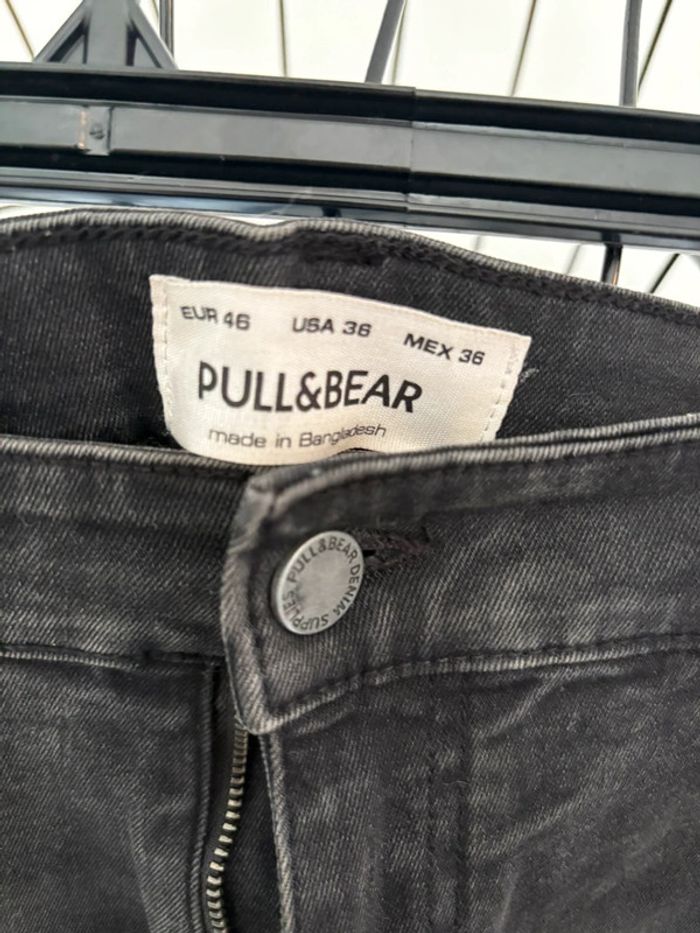 EUR 46 USA 36 MEX 36
PULL&BEAR
made in Bangladesh
PULL&BEAR DENIM SUPPLIES